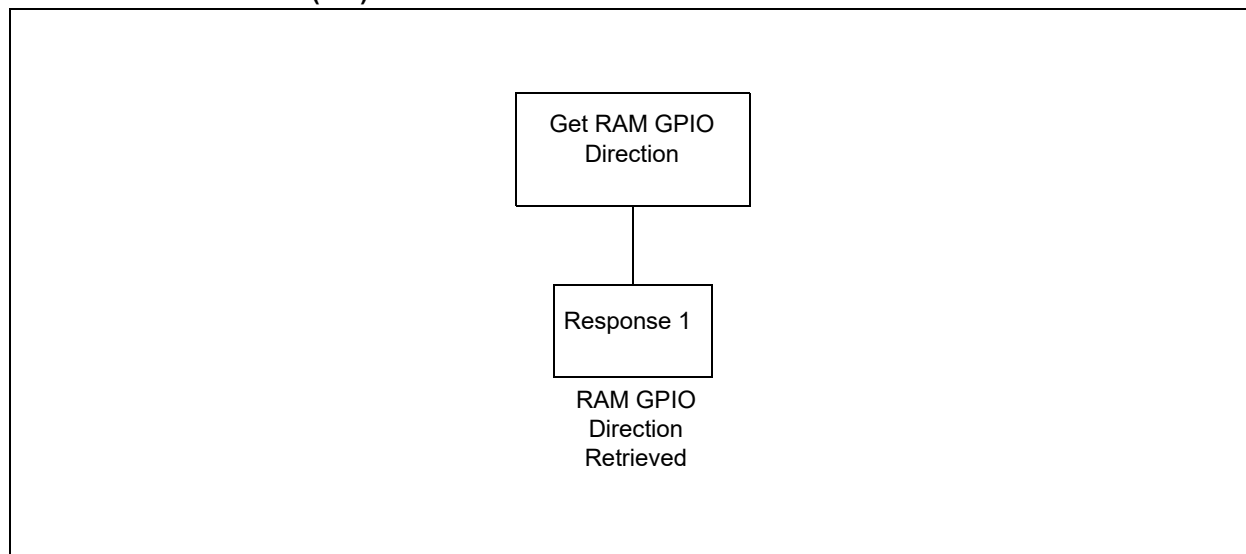 Get RAM GPIO
Direction
Response 1
RAM GPIO
Direction
Retrieved